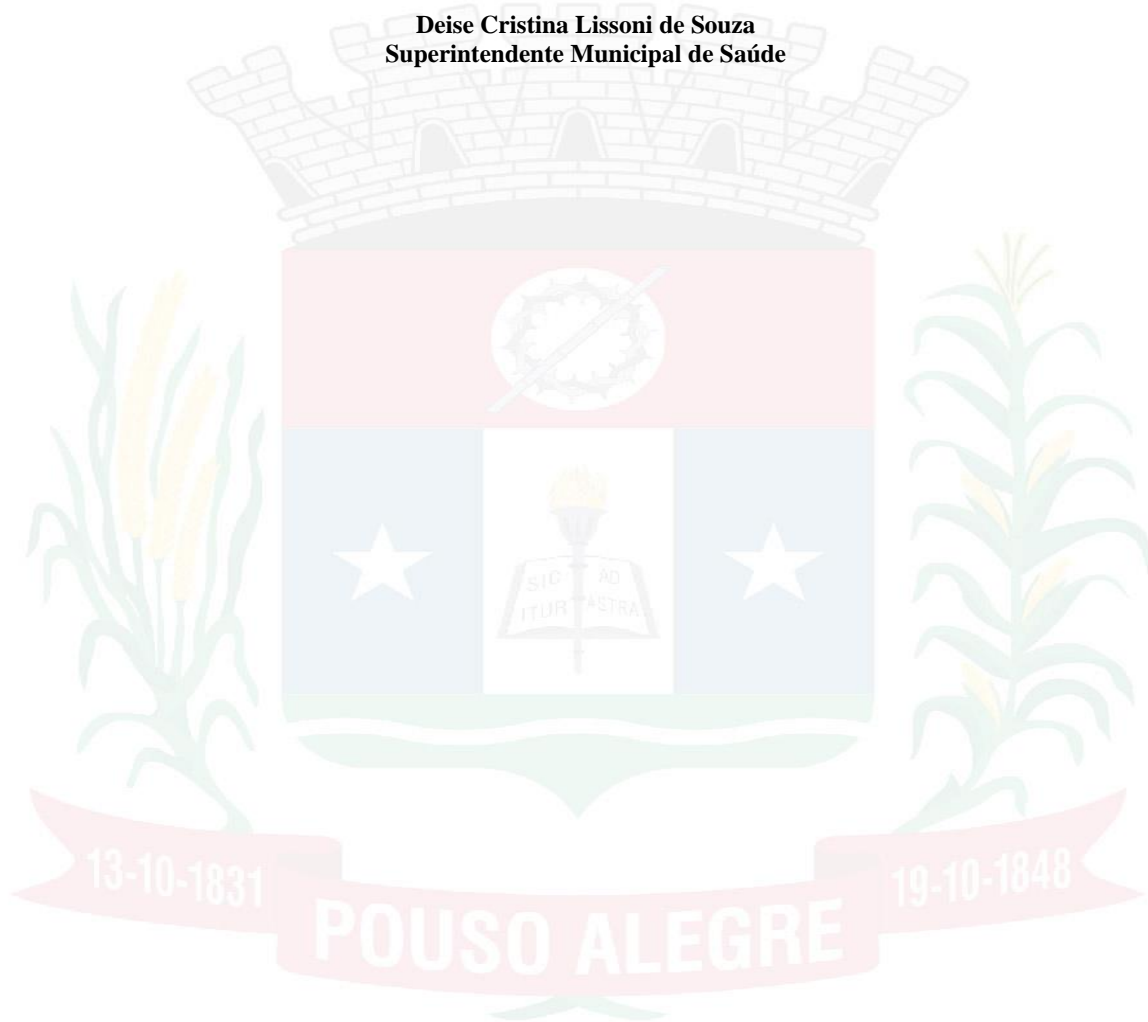 Deise Cristina Lissoni de Souza
Superintendente Municipal de Saúde
SIC AD
ITUR ASTRA
13-10-1831
POUSO ALEGRE
19-10-1848